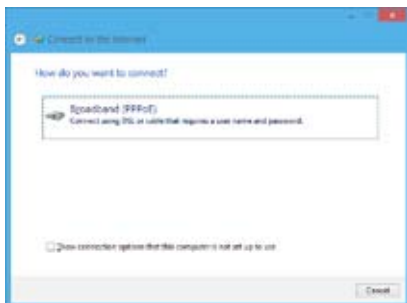 Connect to the Internet
How do you want to connect?
Broadband (PPPoE)
Connect using DSL or cable that requires a user name and password.
Show connection options that this computer is not set up to use
Cancel